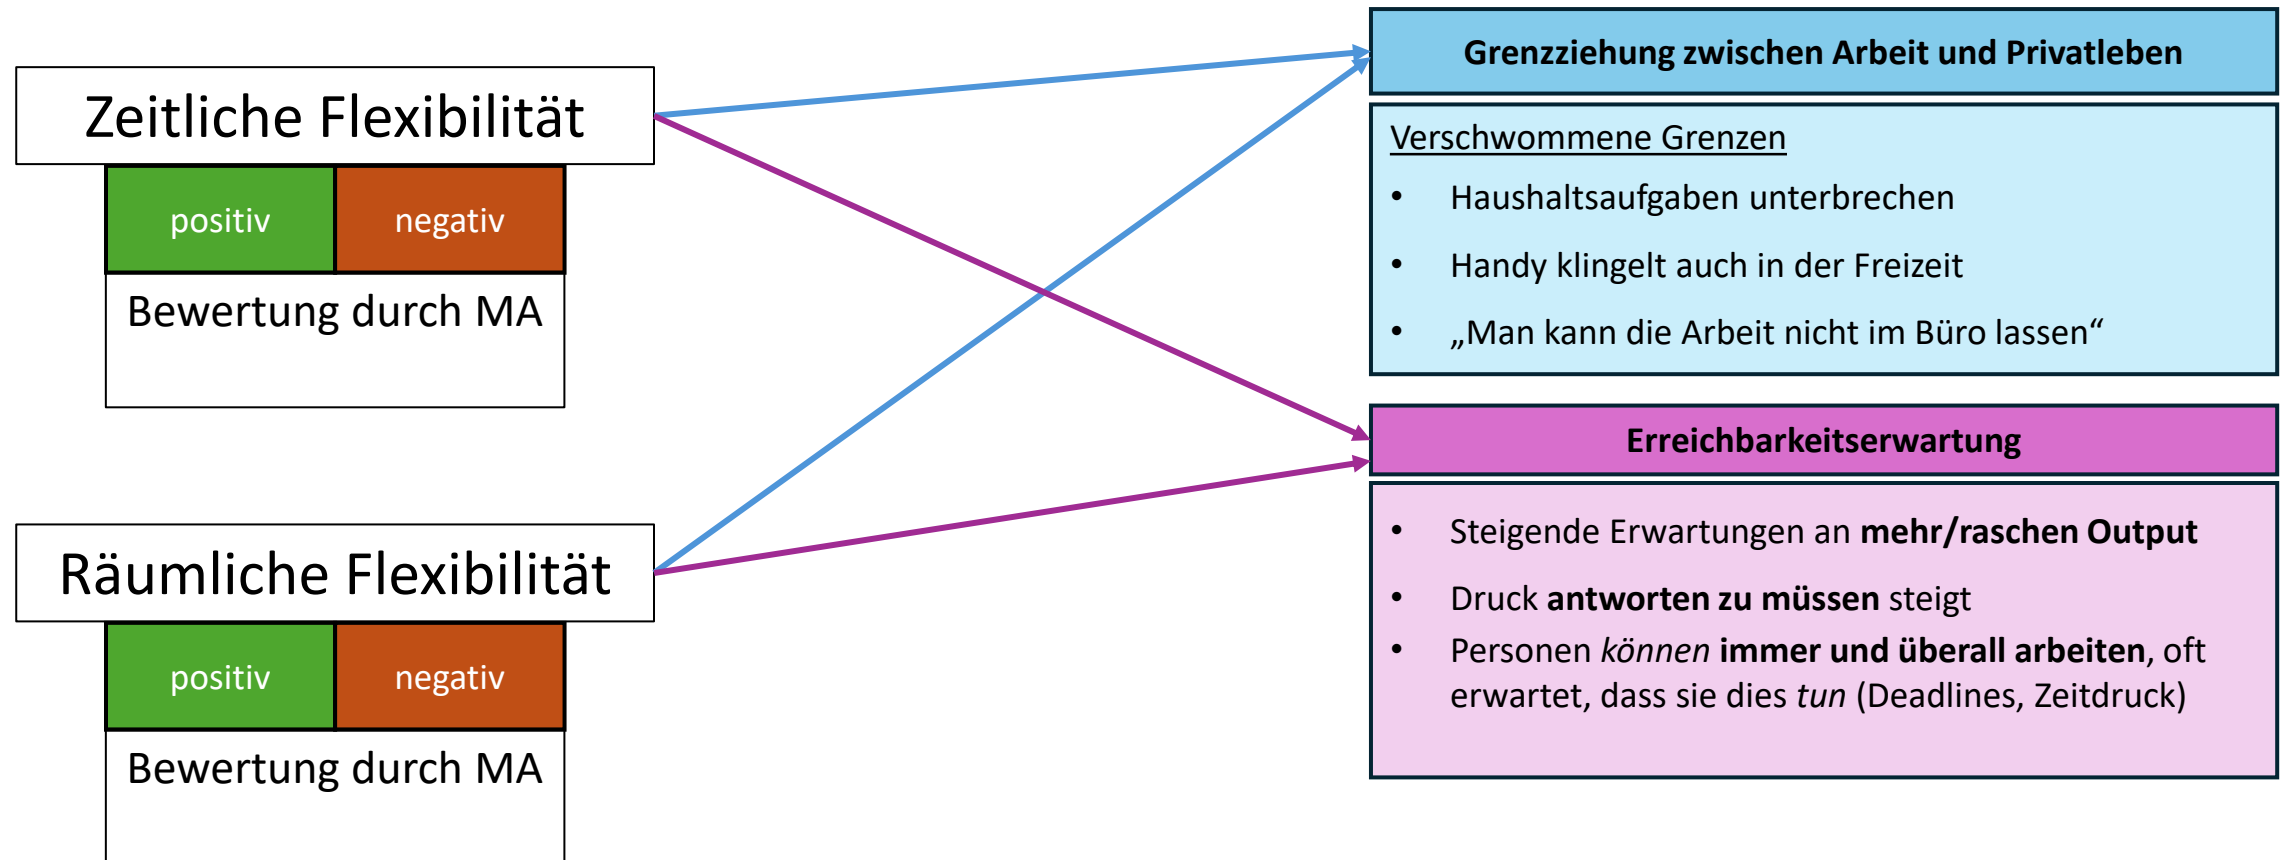 Zeitliche Flexibilität
positiv
negativ
Bewertung durch MA
Räumliche Flexibilität
positiv
negativ
Bewertung durch MA
Grenzziehung zwischen Arbeit und Privatleben
Verschwommene Grenzen
• Haushaltsaufgaben unterbrechen
• Handy klingelt auch in der Freizeit
• „Man kann die Arbeit nicht im Büro lassen“
Erreichbarkeitserwartung
• Steigende Erwartungen an mehr/raschen Output
• Druck antworten zu müssen steigt
• Personen können immer und überall arbeiten, oft
erwartet, dass sie dies tun (Deadlines, Zeitdruck)